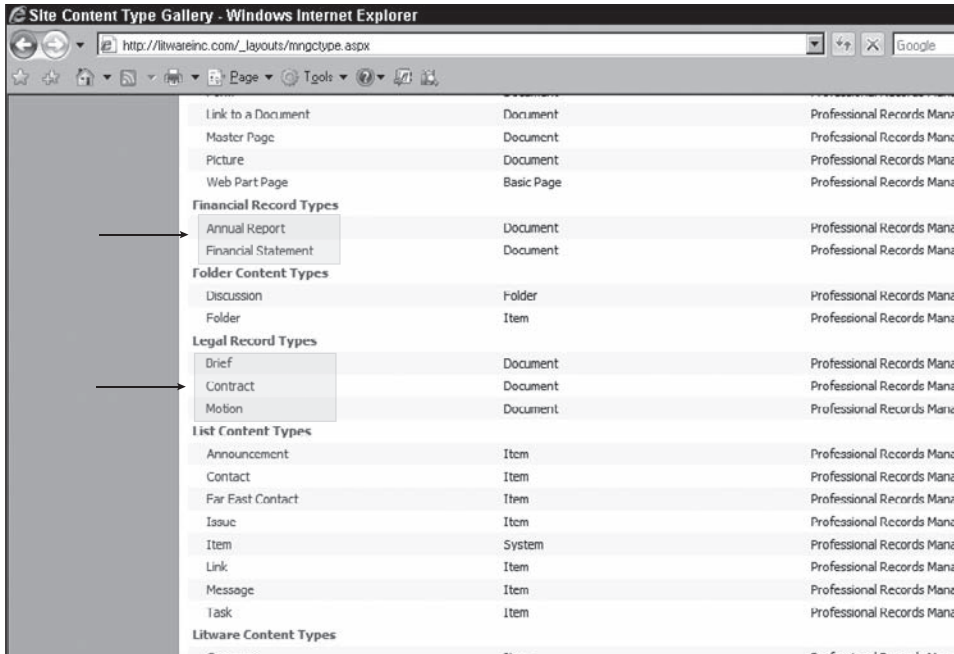 Site Content Type Gallery - Windows Internet Explorer
http://litwareinc.com/_layouts/mngctype.aspx Google
Page Tools
Link to a Document Document Professional Records Mana
Master Page Document Professional Records Mana
Picture Document Professional Records Mana
Web Part Page Basic Page Professional Records Mana
Financial Record Types
Annual Report Document Professional Records Mana
Financial Statement Document Professional Records Mana
Folder Content Types
Discussion Folder Professional Records Mana
Folder Item Professional Records Mana
Legal Record Types
Brief Document Professional Records Mana
Contract Document Professional Records Mana
Motion Document Professional Records Mana
List Content Types
Announcement Item Professional Records Mana
Contact Item Professional Records Mana
Far East Contact Item Professional Records Mana
Issue Item Professional Records Mana
Item System Professional Records Mana
Link Item Professional Records Mana
Message Item Professional Records Mana
Task Item Professional Records Mana
Litware Content Types